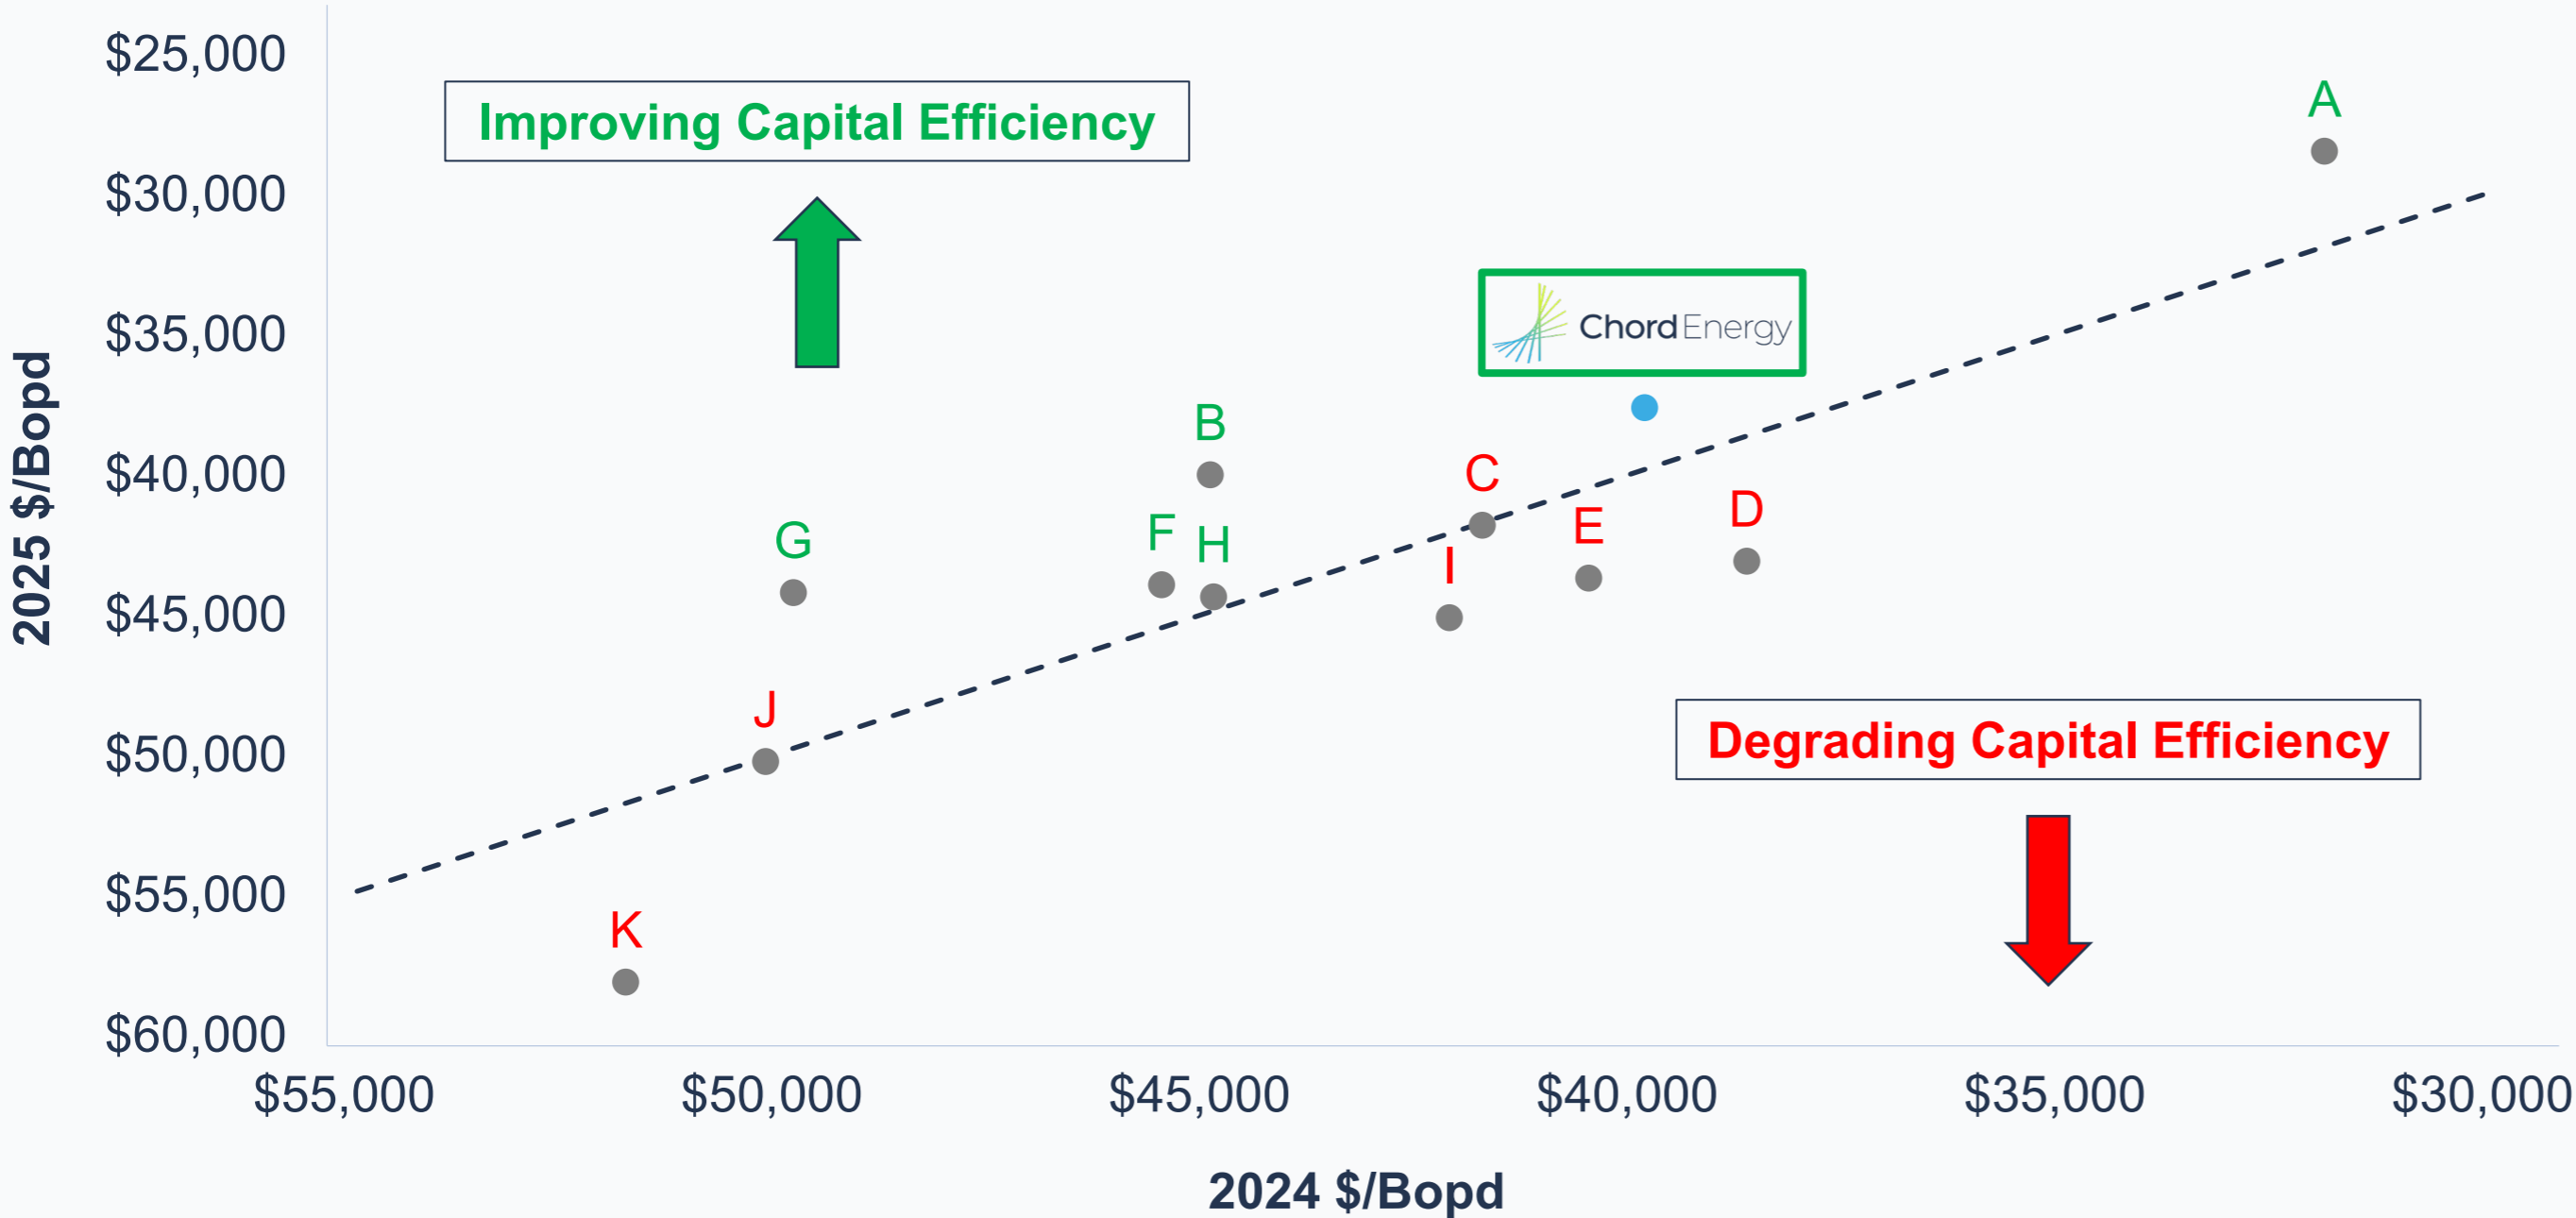 $25,000
$30,000
$35,000
$40,000
$45,000
$50,000
$55,000
$60,000
2025 $/Bopd
Improving Capital Efficiency
A
Chord Energy
B
C
D
E
F
H
G
I
J
K
Degrading Capital Efficiency
$55,000
$50,000
$45,000
$40,000
$35,000
$30,000
2024 $/Bopd